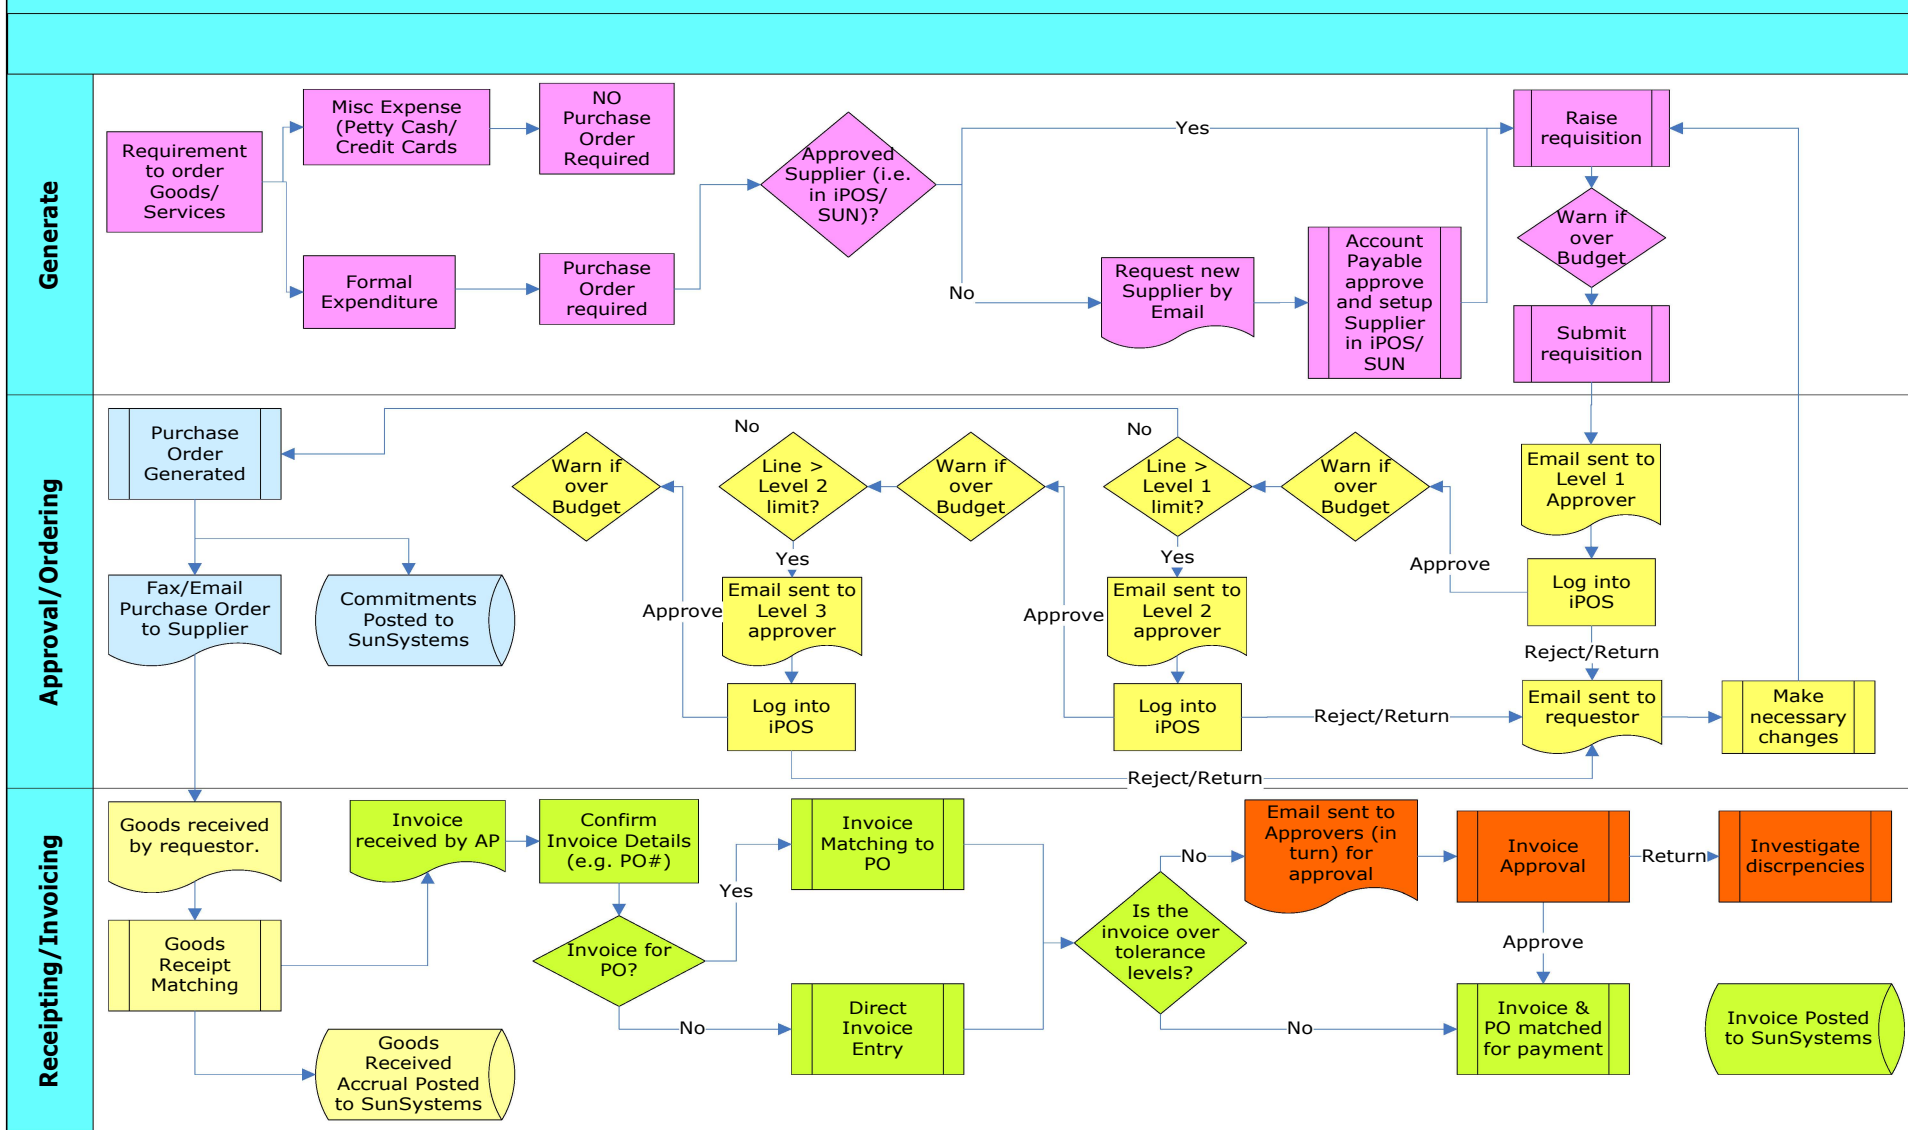 Generate
Requirement
to order
Goods/
Services
Misc Expense
(Petty Cash/
Credit Cards
NO
Purchase
Order
Required
Formal
Expenditure
Purchase
Order
required
Approved
Supplier (i.e.
in iPOS/
SUN)?
Yes
No
Request new
Supplier by
Email
Account
Payable
approve
and setup
Supplier
in iPOS/
SUN
Raise
requisition
Warn if
over
Budget
Submit
requisition
Approval/Ordering
Purchase
Order
Generated
Fax/Email
Purchase Order
to Supplier
Commitments
Posted to
SunSystems
Warn if
over
Budget
No
Line >
Level 2
limit?
Yes
Approve
Email sent to
Level 3
approver
Log into
iPOS
Warn if
over
Budget
No
Line >
Level 1
limit?
Yes
Approve
Email sent to
Level 2
approver
Log into
iPOS
Warn if
over
Budget
Approve
Email sent to
Level 1
Approver
Log into
iPOS
Reject/Return
Reject/Return
Email sent to
requestor
Make
necessary
changes
Reject/Return
Receipting/Invoicing
Goods received
by requestor.
Goods
Receipt
Matching
Goods
Received
Accrual Posted
to SunSystems
Invoice
received by AP
Confirm
Invoice Details
(e.g. PO#)
Invoice for
PO?
Yes
No
Invoice
Matching to
PO
Direct
Invoice
Entry
Is the
invoice over
tolerance
levels?
No
No
Email sent to
Approvers (in
turn) for
approval
Invoice
Approval
Return
Investigate
discrpencies
Approve
Invoice &
PO matched
for payment
Invoice Posted
to SunSystems